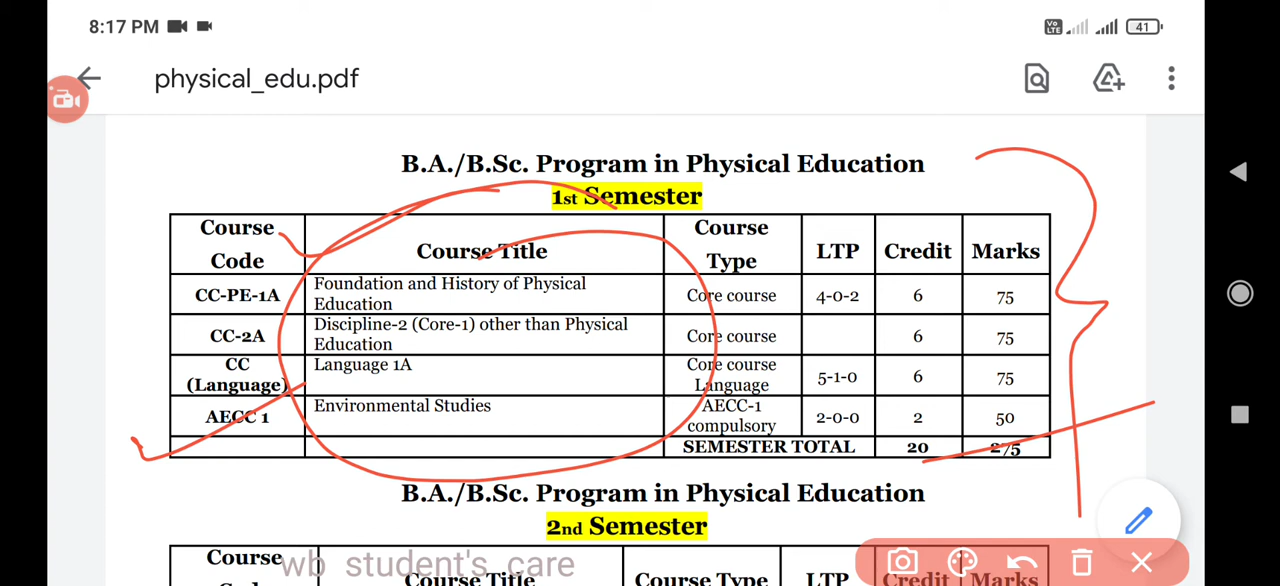 8:17 PM
Vo LTE
41
physical_edu.pdf
B.A./B.Sc. Program in Physical Education
1st Semester
Course Code Course Title Course Type LTP Credit Marks
CC-PE-1A Foundation and History of Physical Education Core course 4-0-2 6 75
CC-2A Discipline-2 (Core-1) other than Physical Education Core course 6 75
CC (Language) Language 1A Core course Language 5-1-0 6 75
AECC 1 Environmental Studies AECC-1 compulsory 2-0-0 2 50
SEMESTER TOTAL 20 275
B.A./B.Sc. Program in Physical Education
2nd Semester
Course Course Title Course Type LTP Credit Marks
wb student's care